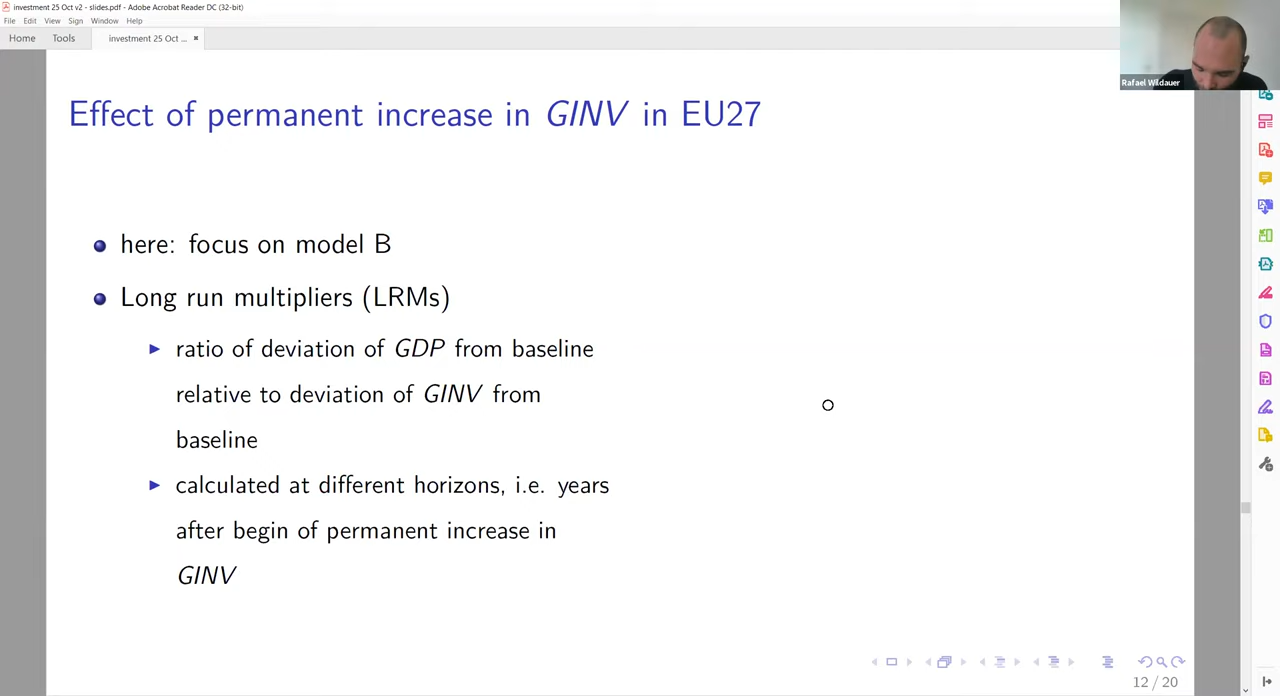 investment 25 Oct v2 - slides.pdf - Adobe Acrobat Reader DC (32-bit)
File Edit View Sign Window Help
Home Tools investment 25 Oct ... ×
Rafael Wildauer
Effect of permanent increase in GINV in EU27
here: focus on model B
Long run multipliers (LRMs)
ratio of deviation of GDP from baseline
relative to deviation of GINV from
baseline
calculated at different horizons, i.e. years
after begin of permanent increase in
GINV
12 / 20